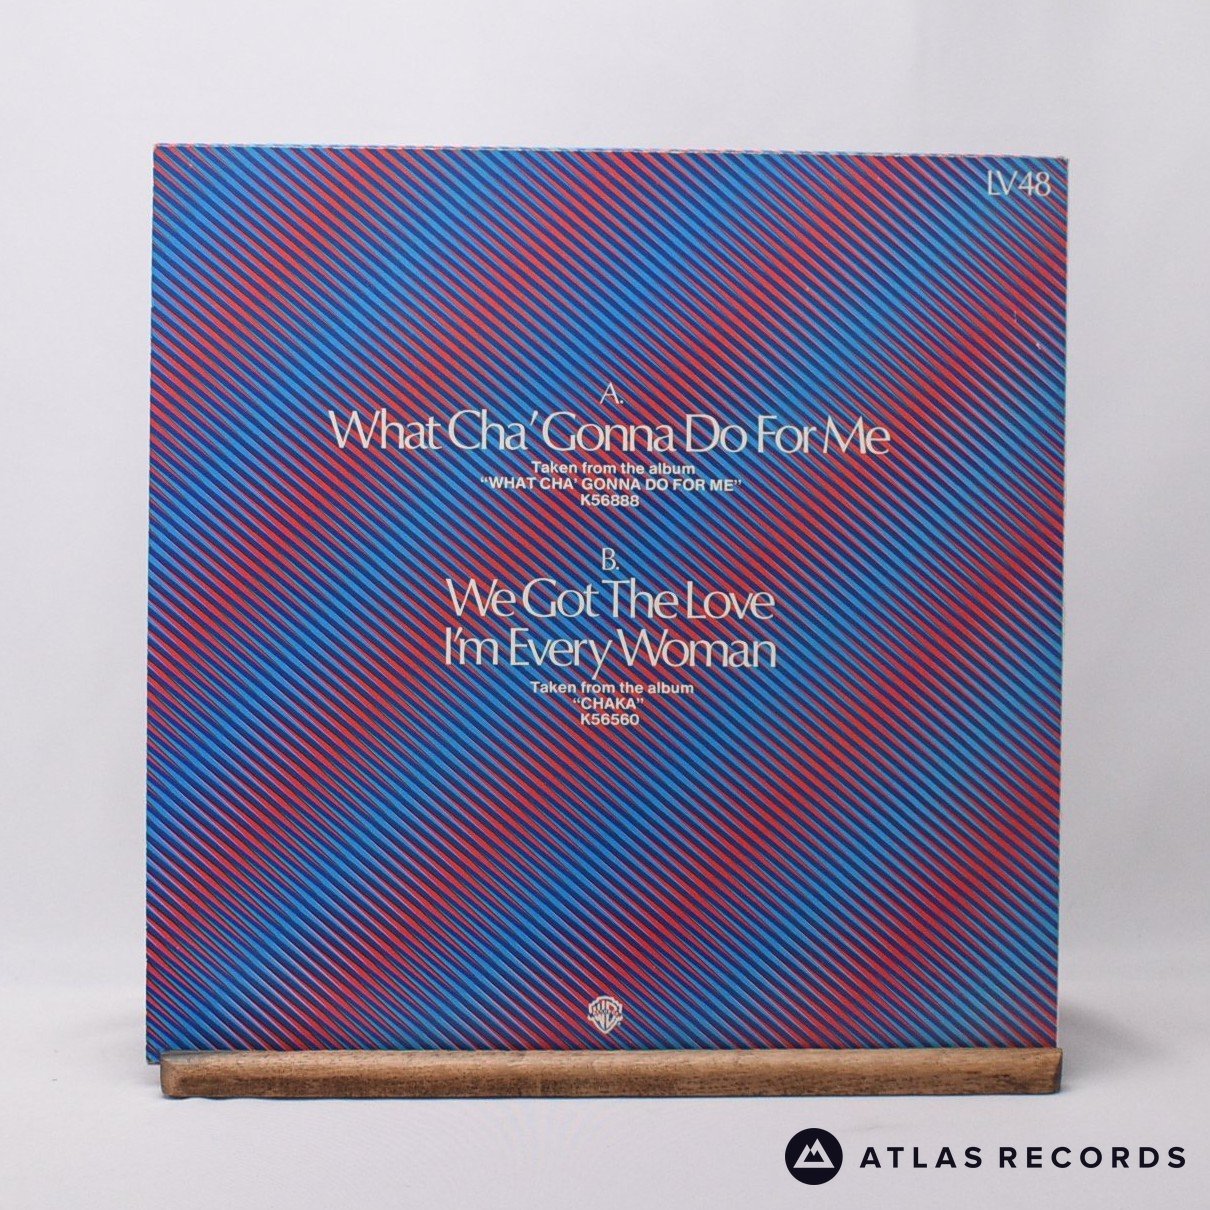 LV48
A.
What Cha' Gonna Do For Me
Taken from the album
"WHAT CHA' GONNA DO FOR ME"
K56888
B.
We Got The Love
I'm Every Woman
Taken from the album
"CHAKA"
K56560
ATLAS RECORDS